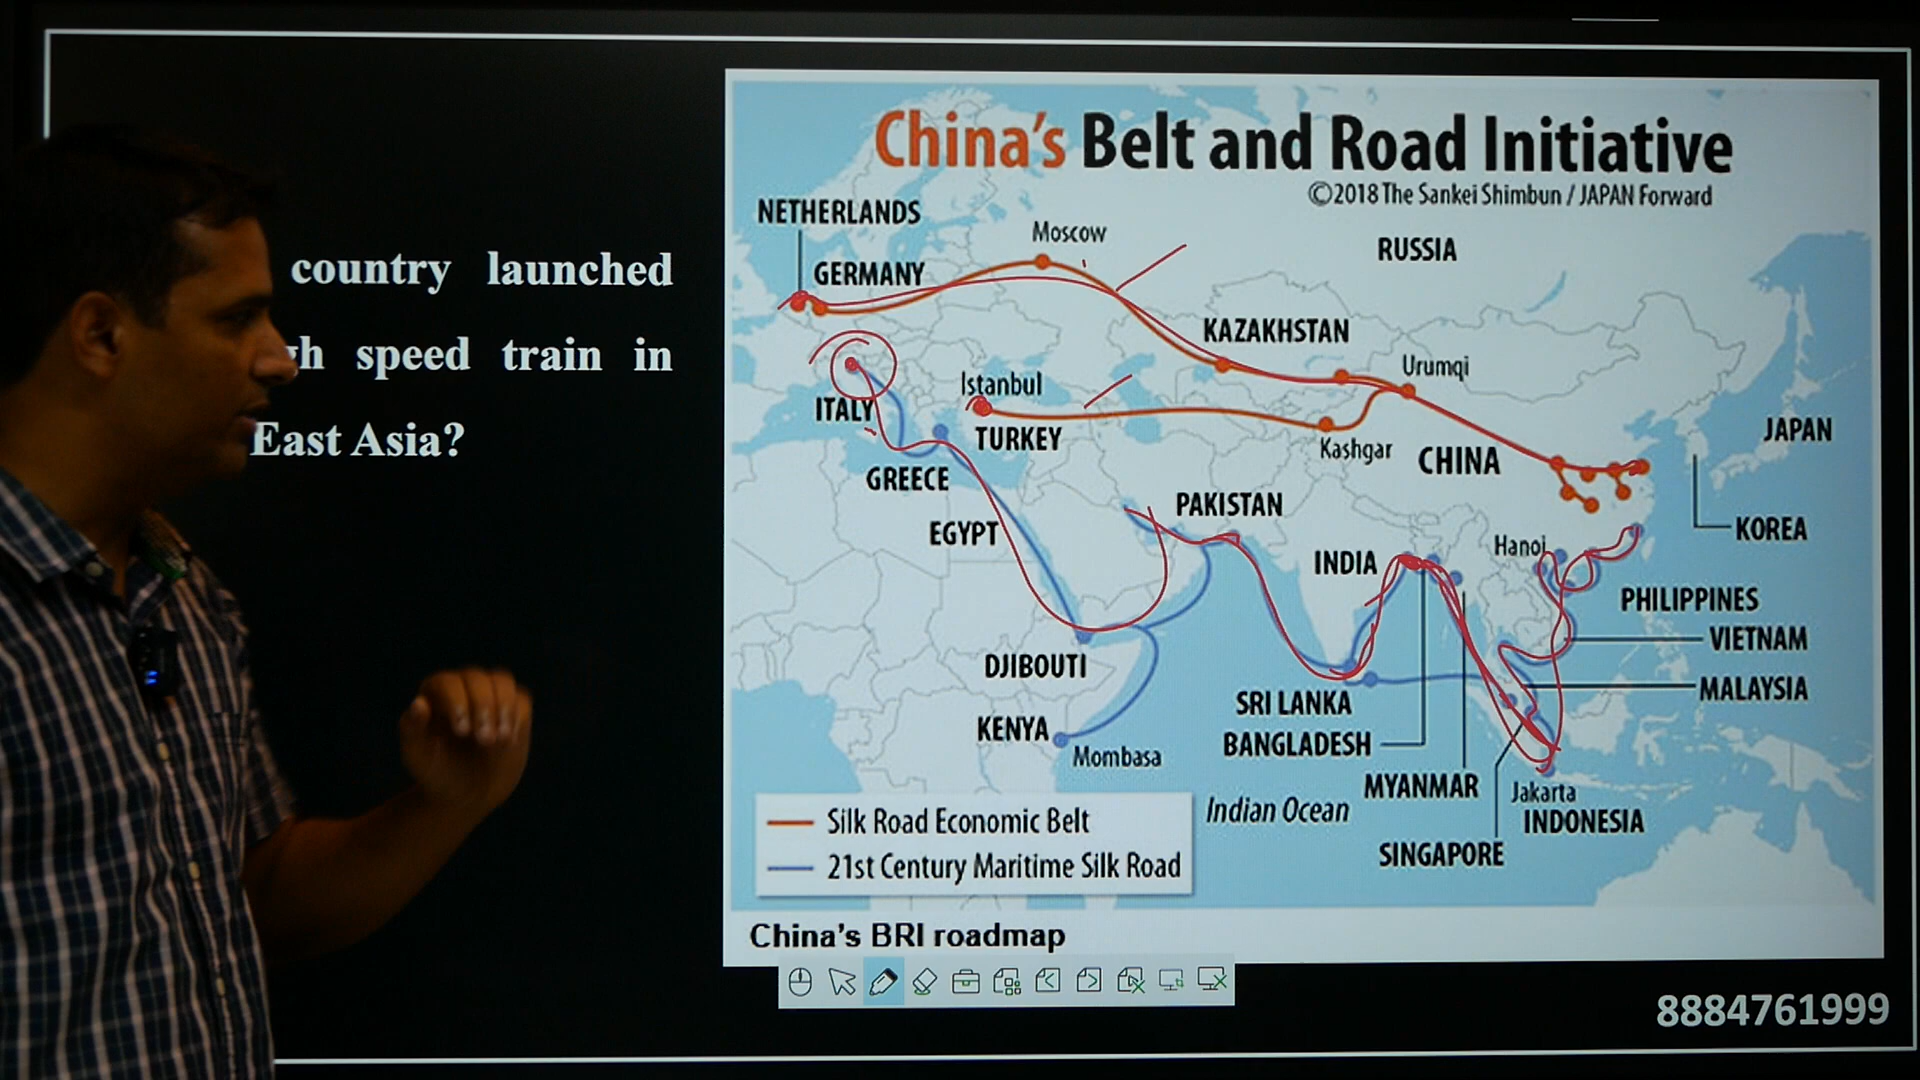 country launched
speed train in
East Asia?
China's Belt and Road Initiative
©2018 The Sankei Shimbun / JAPAN Forward
NETHERLANDS
Moscow
RUSSIA
GERMANY
KAZAKHSTAN
Urumqi
Istanbul
ITALY
JAPAN
TURKEY
Kashgar
CHINA
GREECE
PAKISTAN
EGYPT
KOREA
Hanoi
INDIA
PHILIPPINES
VIETNAM
DJIBOUTI
MALAYSIA
SRI LANKA
KENYA
BANGLADESH
Mombasa
MYANMAR
Jakarta
Indian Ocean
INDONESIA
SINGAPORE
Silk Road Economic Belt
21st Century Maritime Silk Road
China's BRI roadmap
8884761999